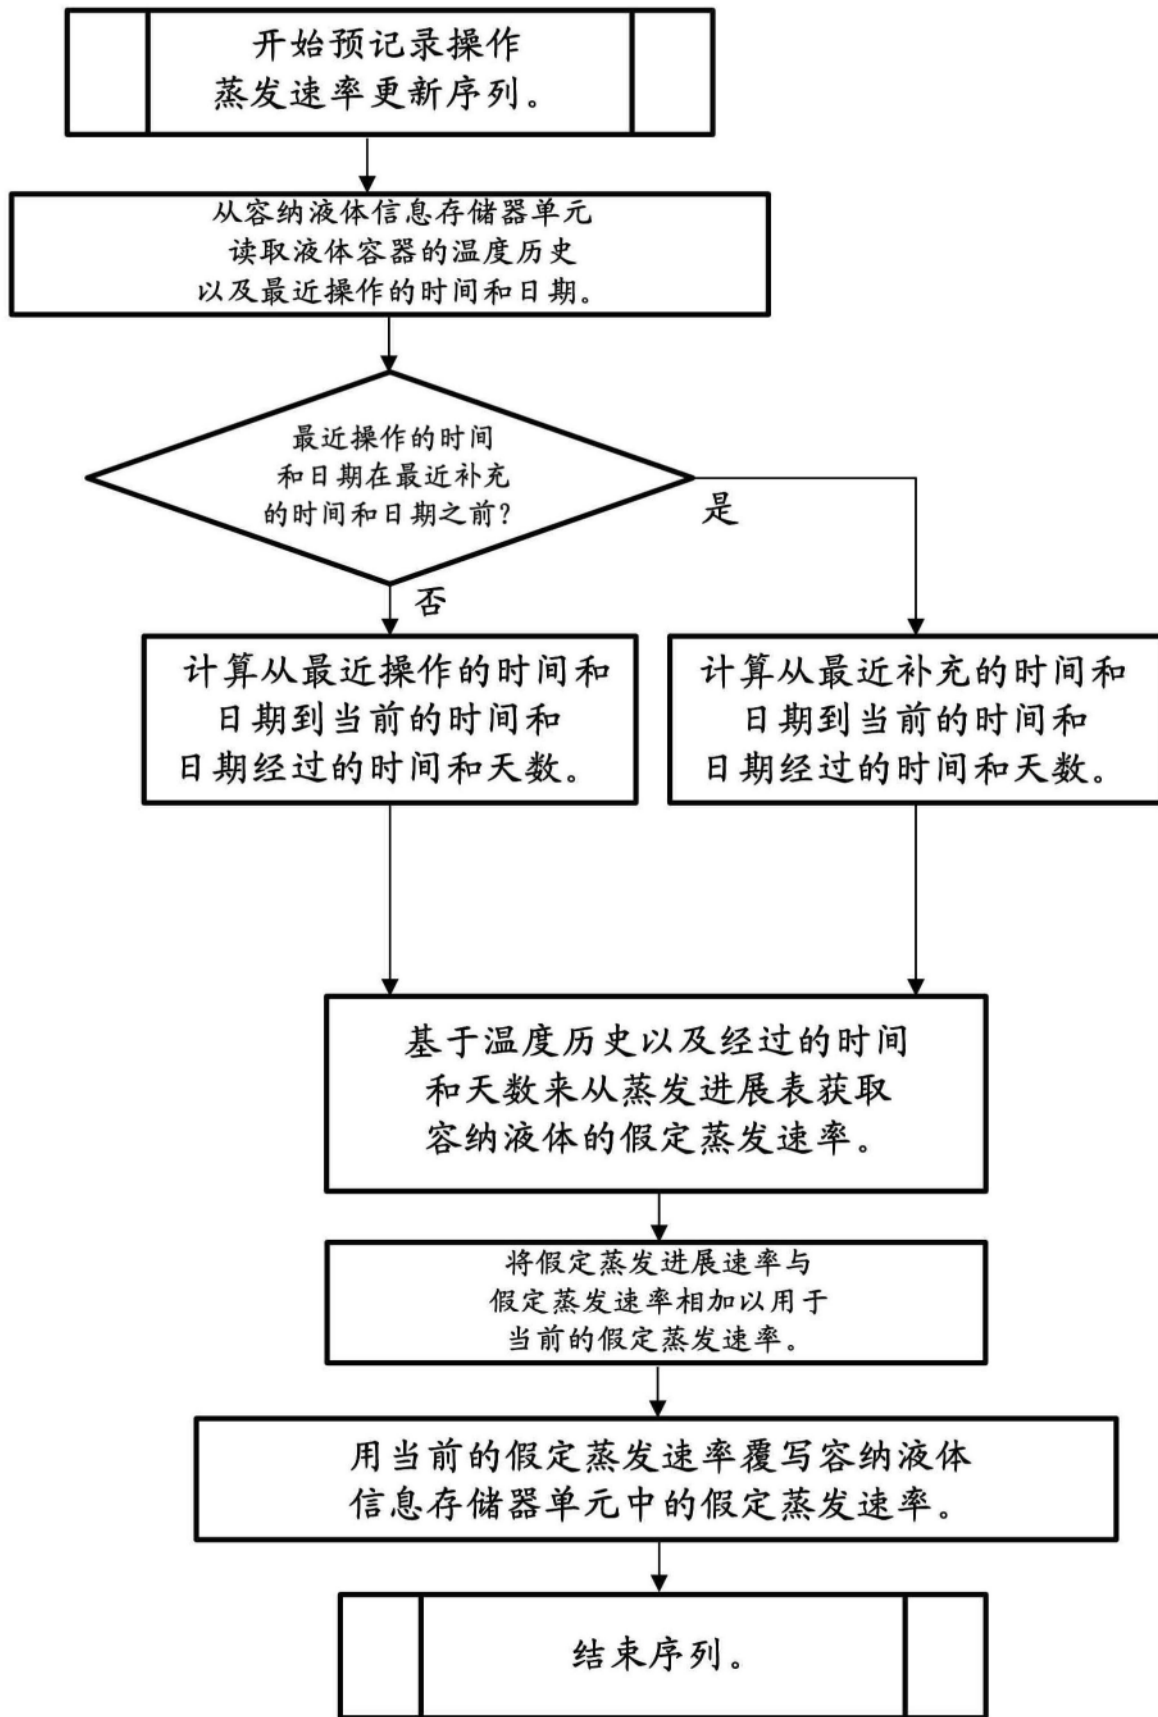 开始预记录操作
蒸发速率更新序列。
从容纳液体信息存储器单元
读取液体容器的温度历史
以及最近操作的时间和日期。
最近操作的时间
和日期在最近补充
的时间和日期之前?
是
否
计算从最近操作的时间和
日期到当前的时间和
日期经过的时间和天数。
计算从最近补充的时间和
日期到当前的时间和
日期经过的时间和天数。
基于温度历史以及经过的时间
和天数来从蒸发进展表获取
容纳液体的假定蒸发速率。
将假定蒸发进展速率与
假定蒸发速率相加以用于
当前的假定蒸发速率。
用当前的假定蒸发速率覆写容纳液体
信息存储器单元中的假定蒸发速率。
结束序列。